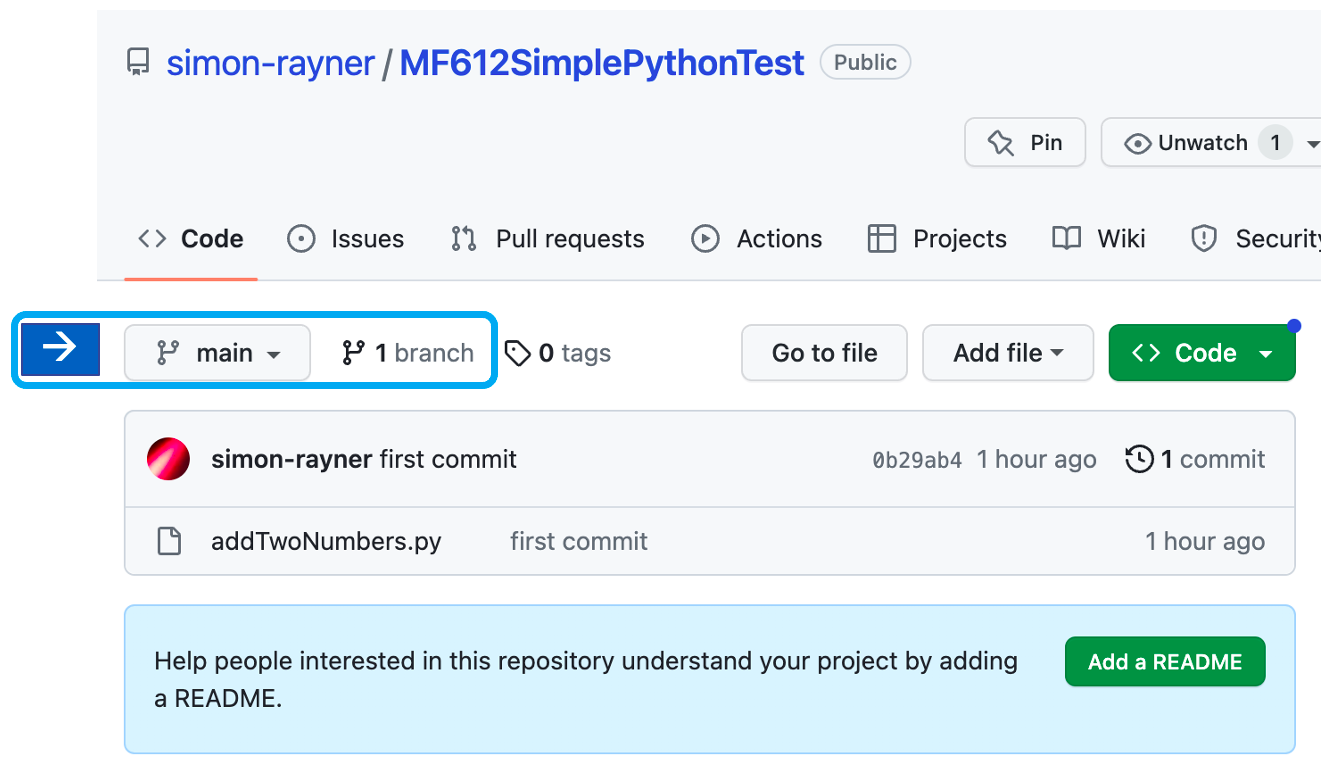 simon-rayner / MF612SimplePythonTest Public
Pin Unwatch 1
Code Issues Pull requests Actions Projects Wiki Security
main 1 branch 0 tags Go to file Add file Code
simon-rayner first commit 0b29ab4 1 hour ago 1 commit
addTwoNumbers.py first commit 1 hour ago
Help people interested in this repository understand your project by adding
a README.
Add a README